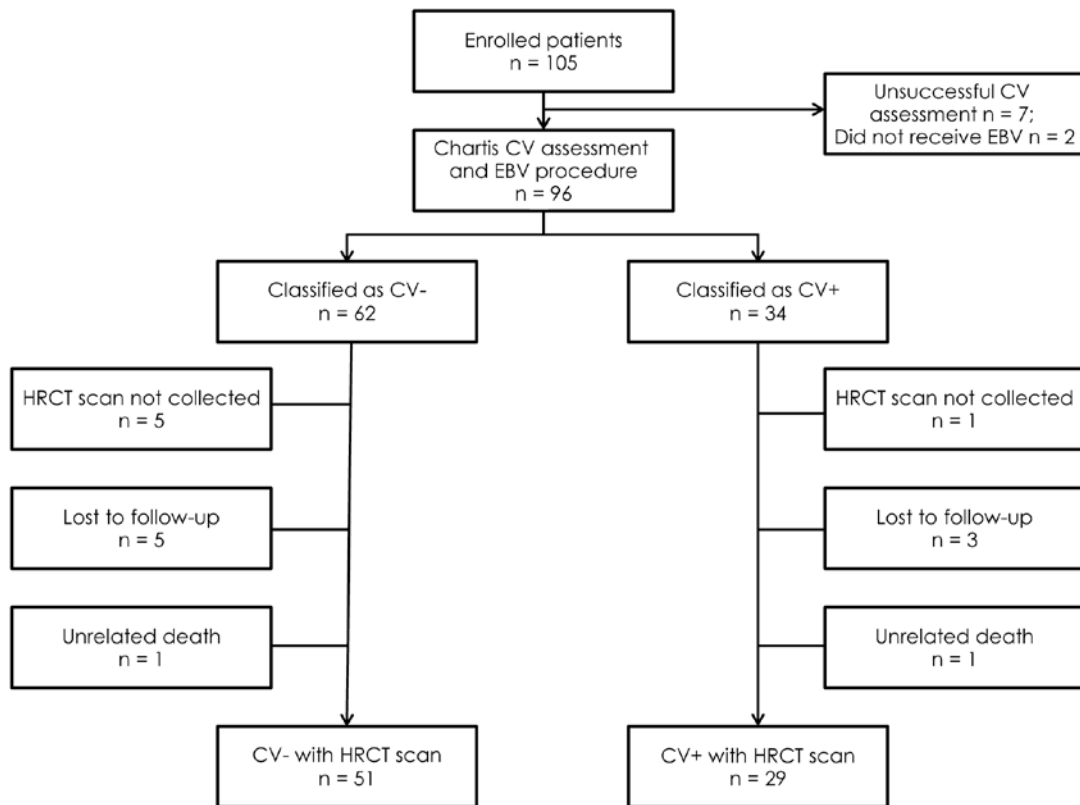 Enrolled patients
n = 105
Unsuccessful CV
assessment n = 7;
Did not receive EBV n = 2
Chartis CV assessment
and EBV procedure
n = 96
Classified as CV-
n = 62
Classified as CV+
n = 34
HRCT scan not collected
n = 5
HRCT scan not collected
n = 1
Lost to follow-up
n = 5
Lost to follow-up
n = 3
Unrelated death
n = 1
Unrelated death
n = 1
CV- with HRCT scan
n = 51
CV+ with HRCT scan
n = 29